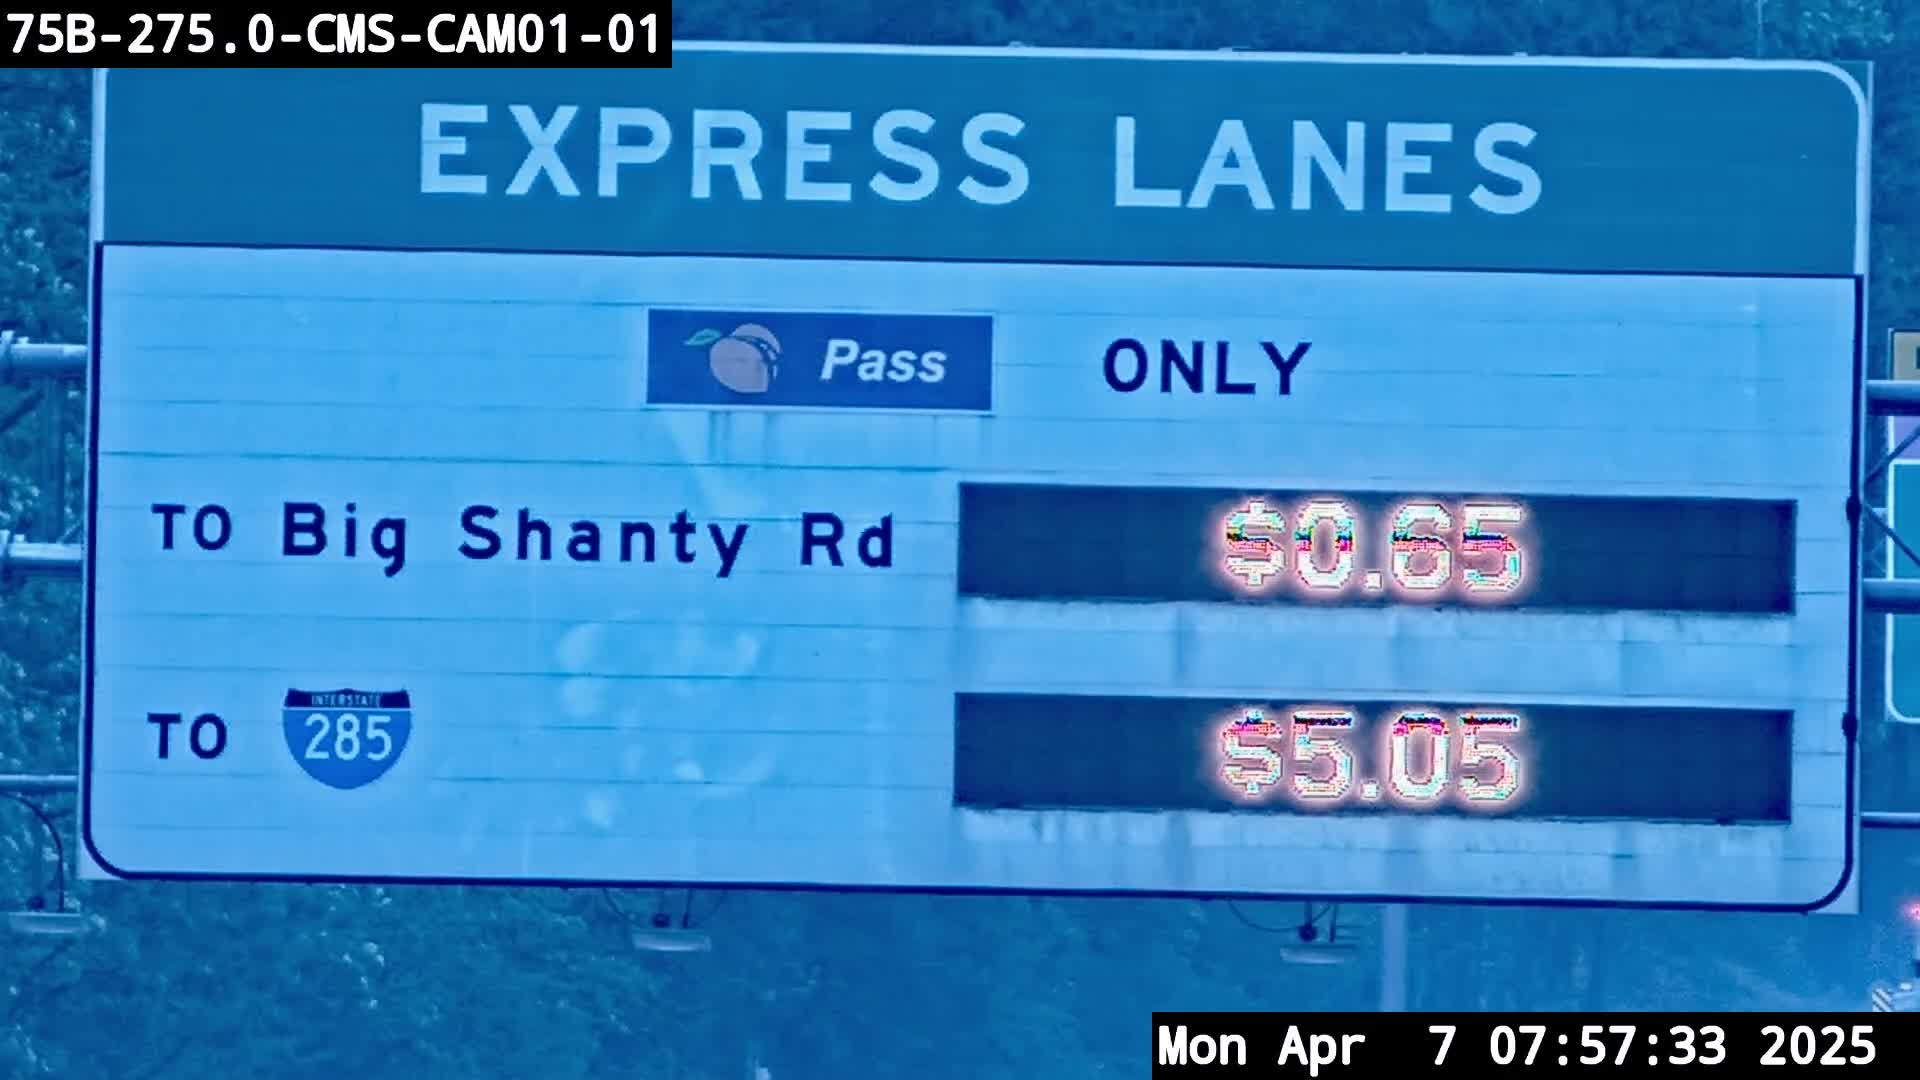 75B-275.0-CMS-CAM01-01
EXPRESS LANES
Pass ONLY
TO Big Shanty Rd $0.65
TO INTERSTATE 285 $5.05
Mon Apr 7 07:57:33 2025